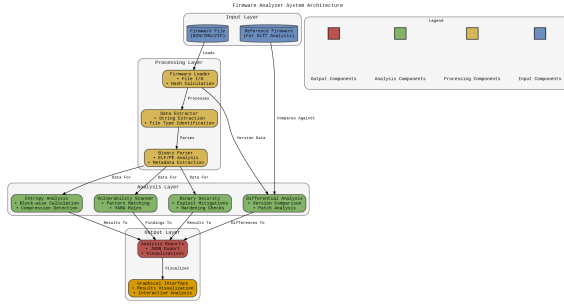 Firmware Analyzer System Architecture
Input Layer
Firmware File
(BIN/IMG/ZIP)
Reference Firmware
(For Diff Analysis)
Legend
Output Components
Analysis Components
Processing Components
Input Components
Loads
Processing Layer
Firmware Loader
• File I/O
• Hash Calculation
Processes
Data Extractor
• String Extraction
• File Type Identification
Version Data
Compares Against
Parses
Binary Parser
• ELF/PE Analysis
• Metadata Extraction
Data For
Data For
Data For
Analysis Layer
Entropy Analysis
• Block-wise Calculation
• Compression Detection
Vulnerability Scanner
• Pattern Matching
• YARA Rules
Binary Security
• Exploit Mitigations
• Hardening Checks
Differential Analysis
• Version Comparison
• Patch Analysis
Results To
Findings To
Results To
Differences To
Output Layer
Analysis Reports
• JSON Export
• Visualizations
Visualizes
Graphical Interface
• Results Visualization
• Interactive Analysis